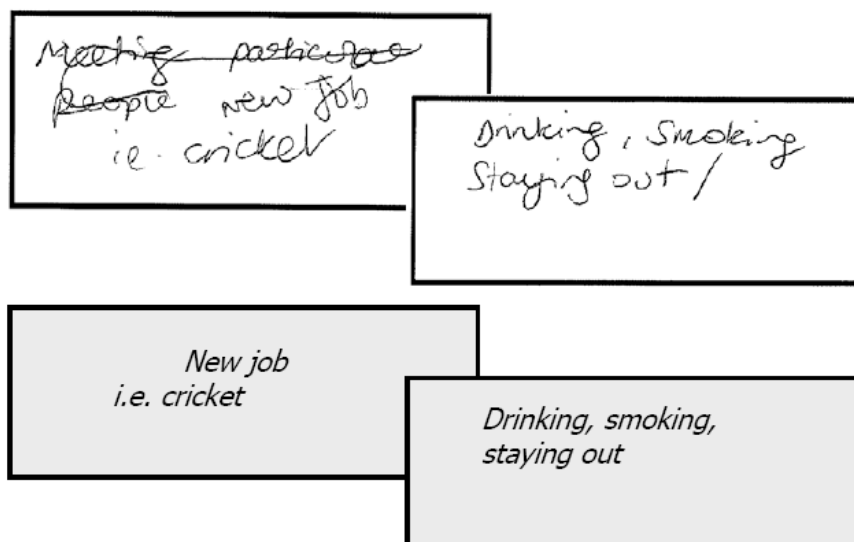 Meeting particular
people new Job
i.e. cricket
Drinking, Smoking
Staying out /
New job
i.e. cricket
Drinking, smoking,
staying out